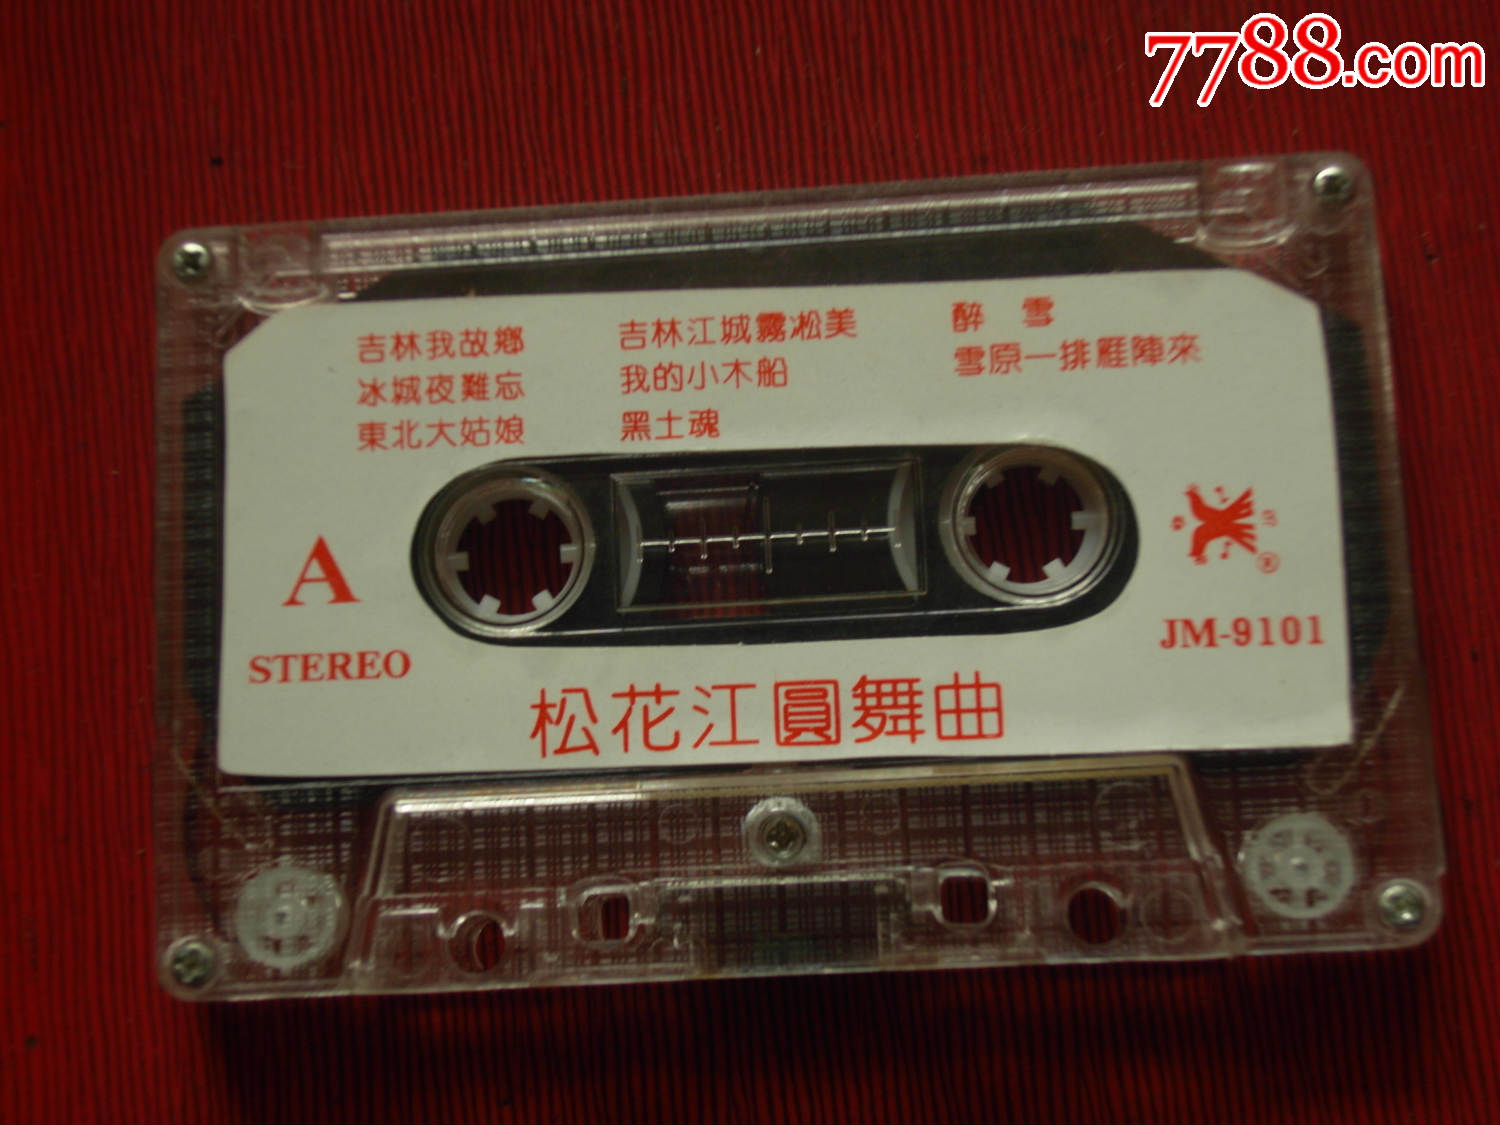 7788.com
吉林我故鄉
冰城夜難忘
東北大姑娘
吉林江城霧凇美
我的小木船
黑土魂
醉 雪
雪原一排雁陣來
A
STEREO
®
JM-9101
松花江圓舞曲